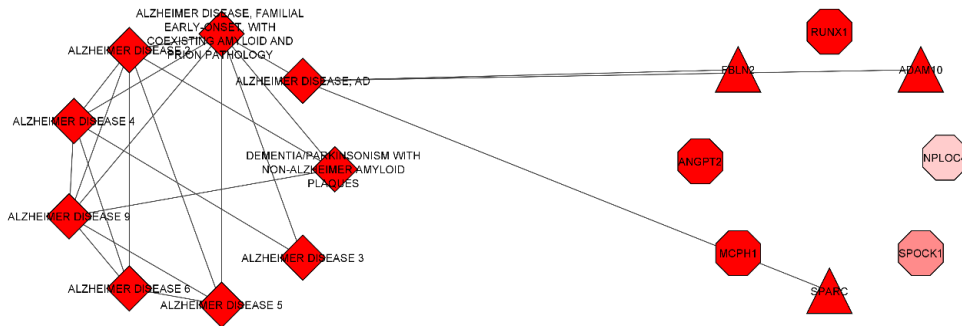 ALZHEIMER DISEASE, FAMILIAL
EARLY-ONSET, WITH
COEXISTING AMYLOID AND
PRION PATHOLOGY
ALZHEIMER DISEASE 2
ALZHEIMER DISEASE, AD
ALZHEIMER DISEASE 4
DEMENTIA/PARKINSONISM WITH
NON-ALZHEIMER AMYLOID
PLAQUES
ALZHEIMER DISEASE 9
ALZHEIMER DISEASE 3
ALZHEIMER DISEASE 6
ALZHEIMER DISEASE 5
RUNX1
FBLN2
ADAM10
ANGPT2
NPLOC4
MCPH1
SPOCK1
SPARC